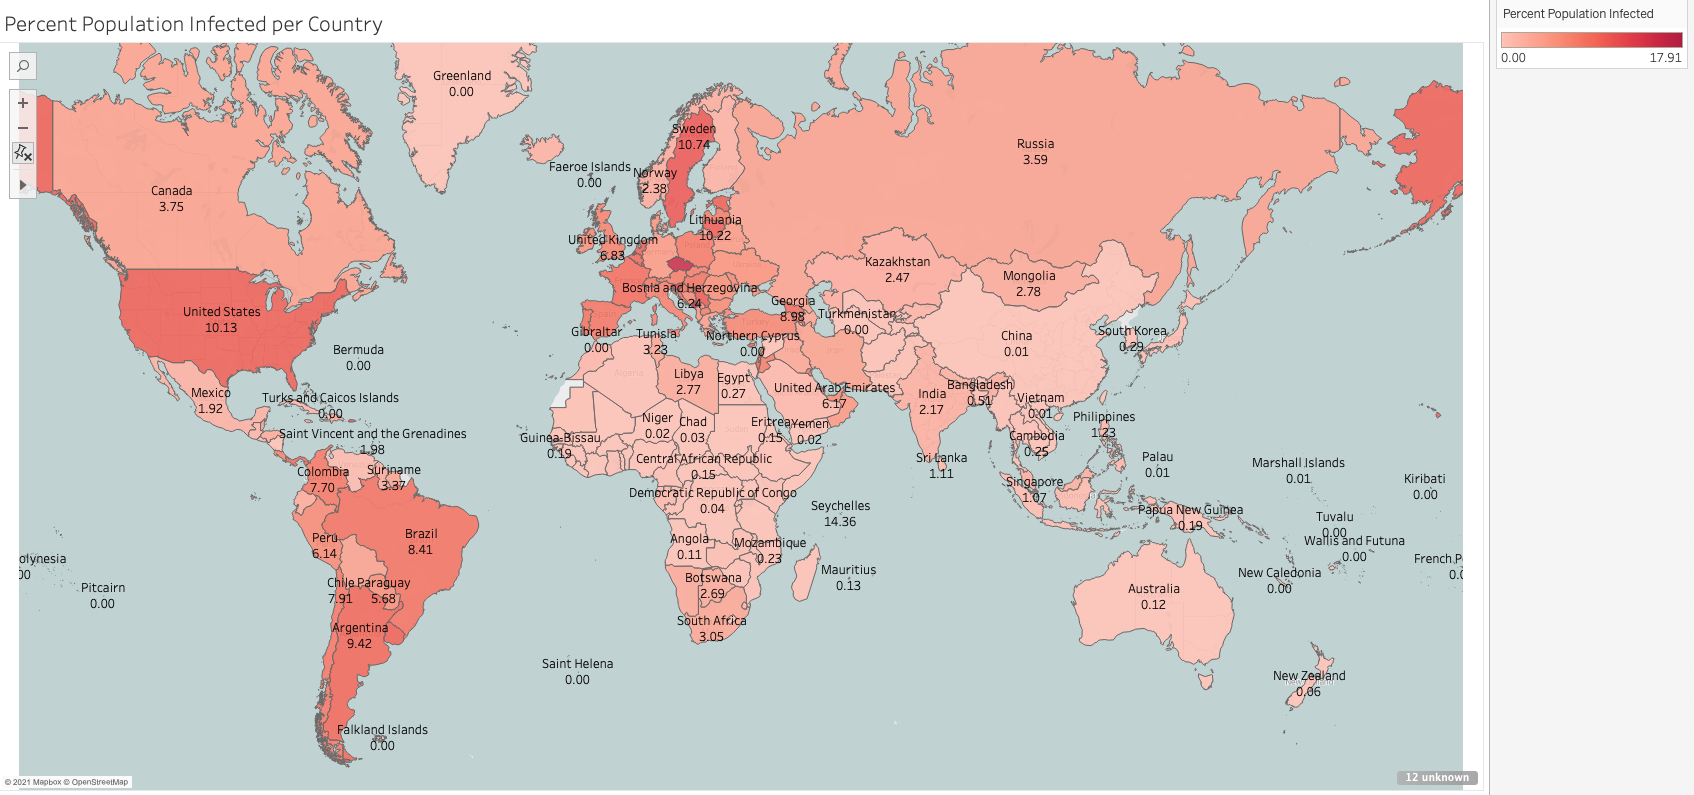 Percent Population Infected per Country
Percent Population Infected
0.00 17.91
Greenland
0.00
Sweden
10.74
Russia
3.59
Faeroe Islands
0.00
Norway
2.38
Canada
3.75
Lithuania
10.22
United Kingdom
6.83
Kazakhstan
2.47
Mongolia
2.78
Bosnia and Herzegovina
6.24
Georgia
8.98
United States
10.13
Turkmenistan
0.00
Gibraltar
0.00
Tunisia
3.23
Northern Cyprus
0.00
China
0.01
South Korea
0.29
Bermuda
0.00
Libya
2.77
Egypt
0.27
United Arab Emirates
6.17
Bangladesh
0.51
India
2.17
Mexico
1.92
Turks and Caicos Islands
0.00
Vietnam
0.01
Philippines
1.23
Niger
0.02
Chad
0.03
Eritrea
0.15
Yemen
0.02
Saint Vincent and the Grenadines
1.98
Guinea-Bissau
0.19
Cambodia
0.25
Central African Republic
0.15
Sri Lanka
1.11
Palau
0.01
Marshall Islands
0.01
Colombia
7.70
Suriname
3.37
Singapore
1.07
Kiribati
0.00
Democratic Republic of Congo
0.04
Seychelles
14.36
Papua New Guinea
0.19
Tuvalu
0.00
Brazil
8.41
Peru
6.14
Angola
0.11
Mozambique
0.23
Wallis and Futuna
0.00
olynesia
00
French P
0.0
Mauritius
0.13
New Caledonia
0.00
Pitcairn
0.00
Chile
7.91
Paraguay
5.68
Botswana
2.69
Australia
0.12
Argentina
9.42
South Africa
3.05
Saint Helena
0.00
New Zealand
0.06
Falkland Islands
0.00
© 2021 Mapbox © OpenStreetMap
12 unknown